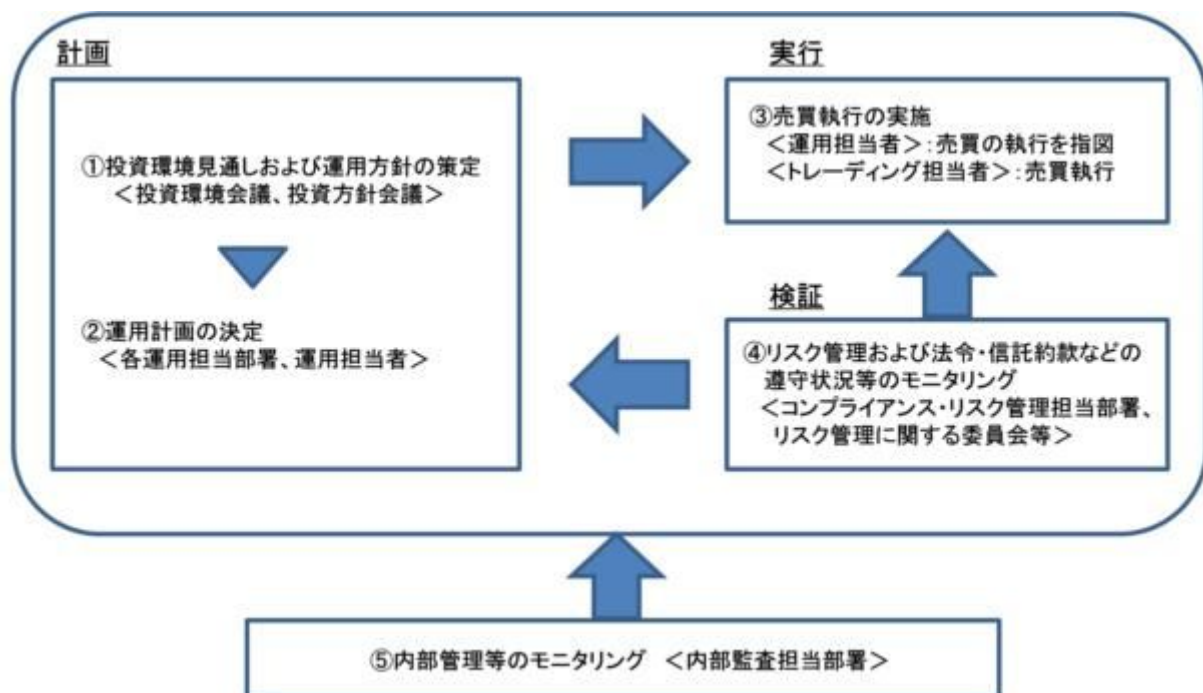 計画
①投資環境見通しおよび運用方針の策定
＜投資環境会議、投資方針会議＞
②運用計画の決定
＜各運用担当部署、運用担当者＞
実行
③売買執行の実施
＜運用担当者＞:売買の執行を指図
＜トレーディング担当者＞:売買執行
検証
④リスク管理および法令・信託約款などの
遵守状況等のモニタリング
＜コンプライアンス・リスク管理担当部署、
リスク管理に関する委員会等＞
⑤内部管理等のモニタリング ＜内部監査担当部署＞